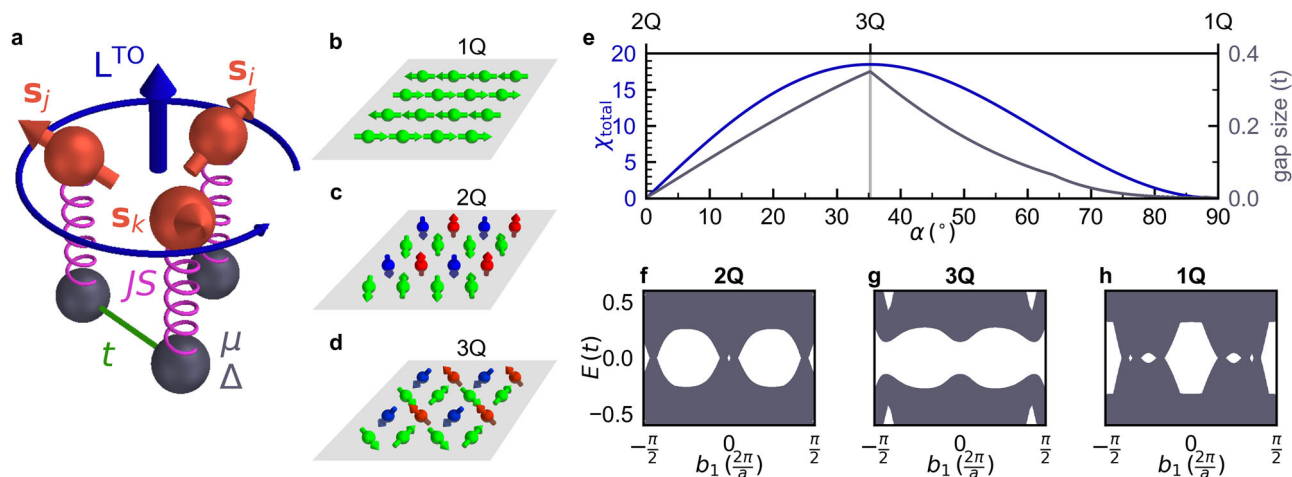 a
L^TO
s_i
s_j
s_k
JS
t
μ
Δ
b
1Q
c
2Q
d
3Q
e
2Q 3Q 1Q
χ_total
20
15
10
5
0
0 10 20 30 40 50 60 70 80 90
α (°)
gap size (t)
0.4
0.2
0.0
f 2Q
g 3Q
h 1Q
E (t)
0.5
0.0
−0.5
−π/2 0 π/2
b_1(2π/a)
−π/2 0 π/2
b_1(2π/a)
−π/2 0 π/2
b_1(2π/a)